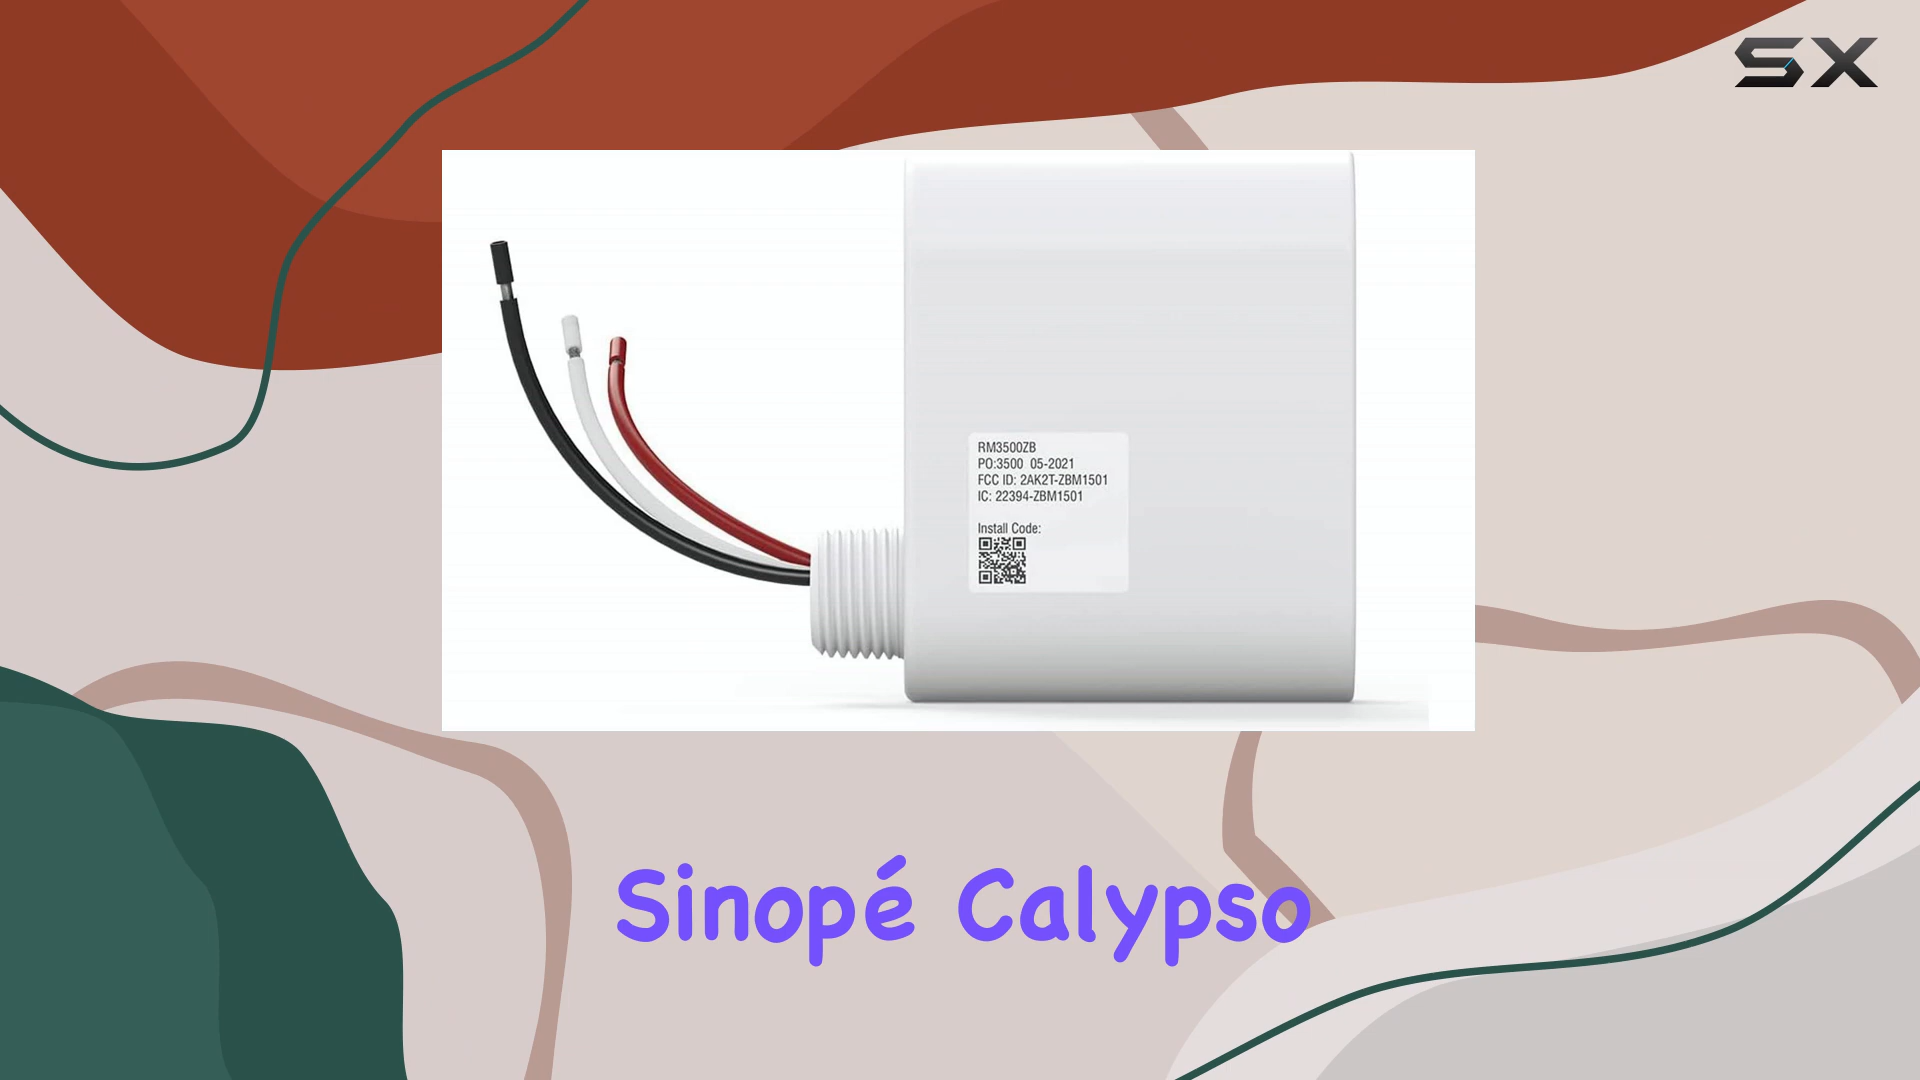 SX
RM3500ZB
PO:3500 05-2021
FCC ID: 2AK2T-ZBM1501
IC: 22394-ZBM1501
Install Code:
Sinopé Calypso